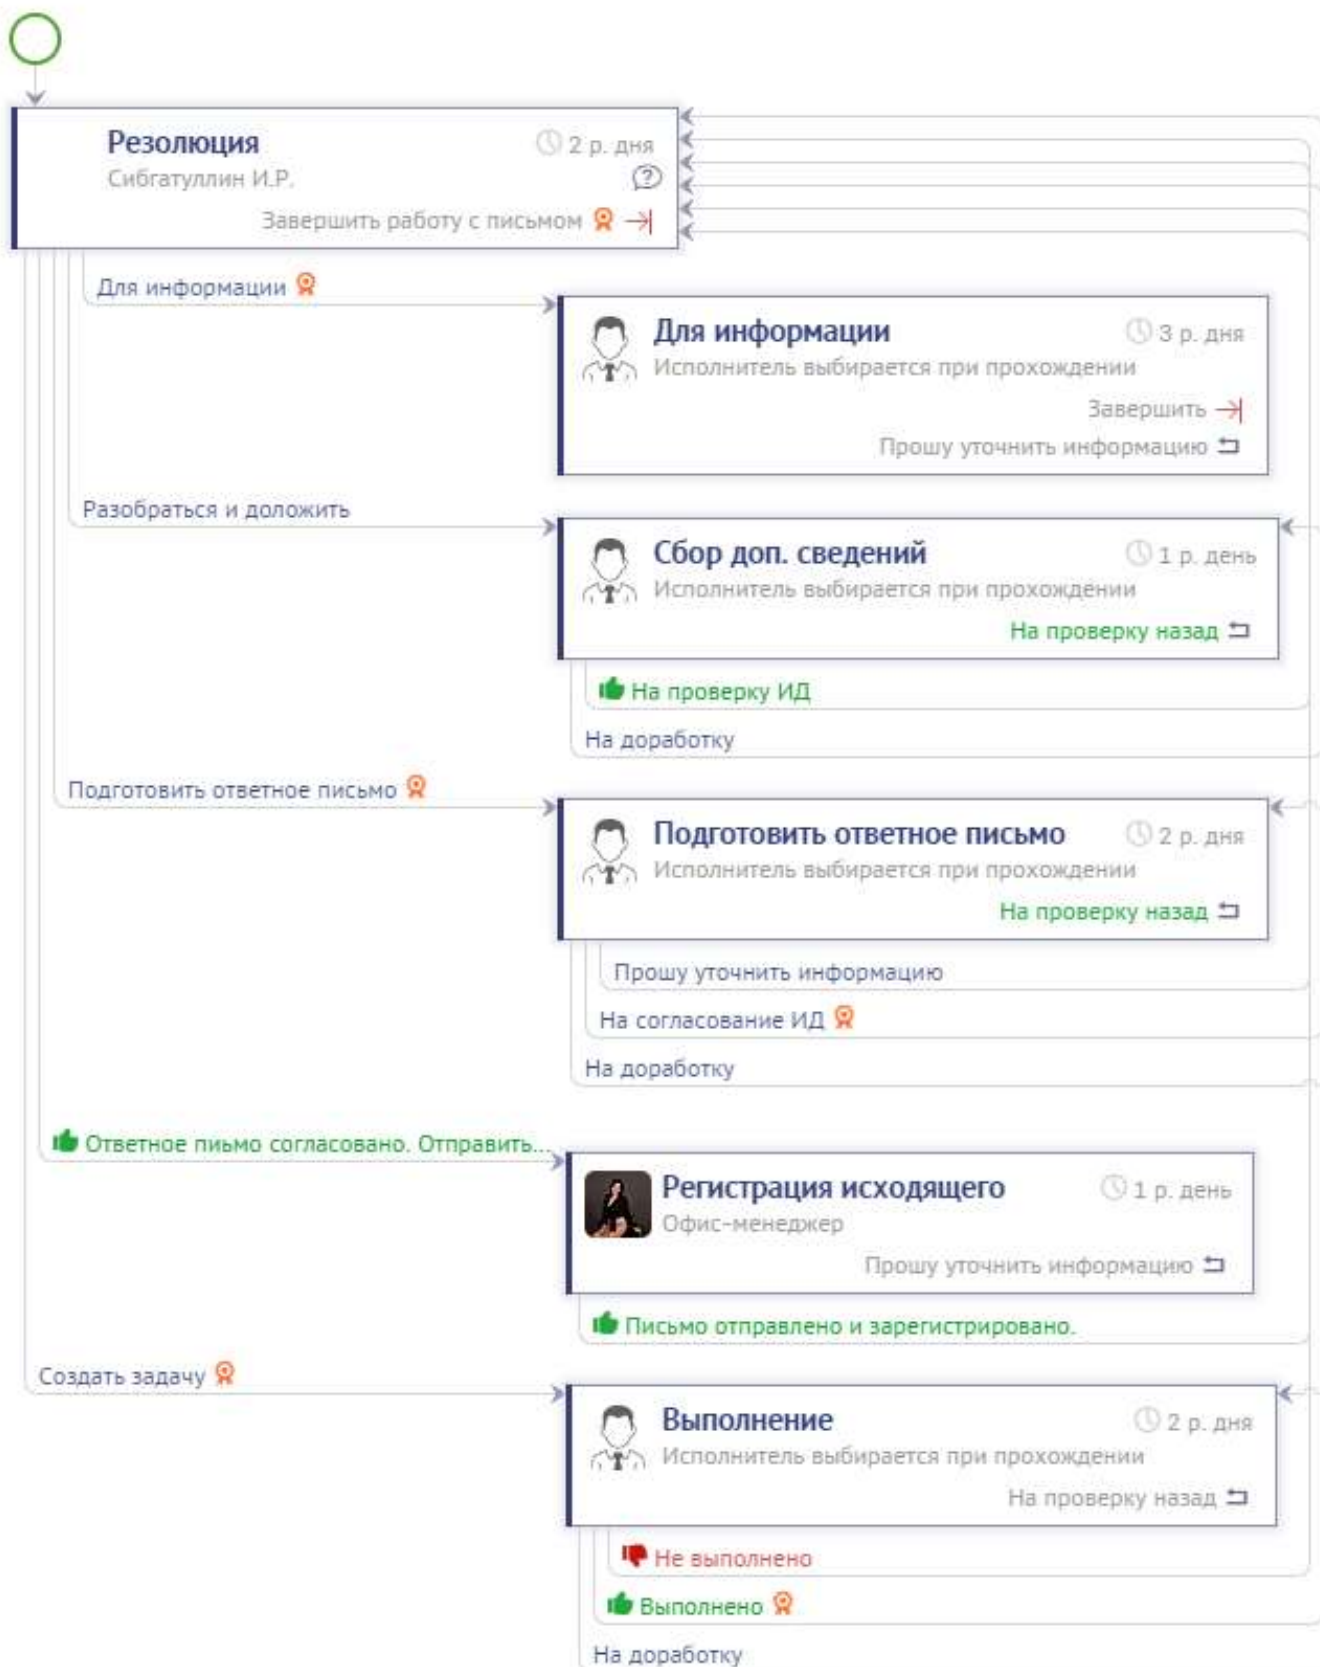 Резолюция
2 р. дня
Сибгатуллин И.Р.
Завершить работу с письмом
Для информации
Для информации
3 р. дня
Исполнитель выбирается при прохождении
Завершить
Прошу уточнить информацию
Разобраться и доложить
Сбор доп. сведений
1 р. день
Исполнитель выбирается при прохождении
На проверку назад
На проверку ИД
На доработку
Подготовить ответное письмо
Подготовить ответное письмо
2 р. дня
Исполнитель выбирается при прохождении
На проверку назад
Прошу уточнить информацию
На согласование ИД
На доработку
Ответное пиьмо согласовано. Отправить...
Регистрация исходящего
1 р. день
Офис-менеджер
Прошу уточнить информацию
Письмо отправлено и зарегистрировано.
Создать задачу
Выполнение
2 р. дня
Исполнитель выбирается при прохождении
На проверку назад
Не выполнено
Выполнено
На доработку